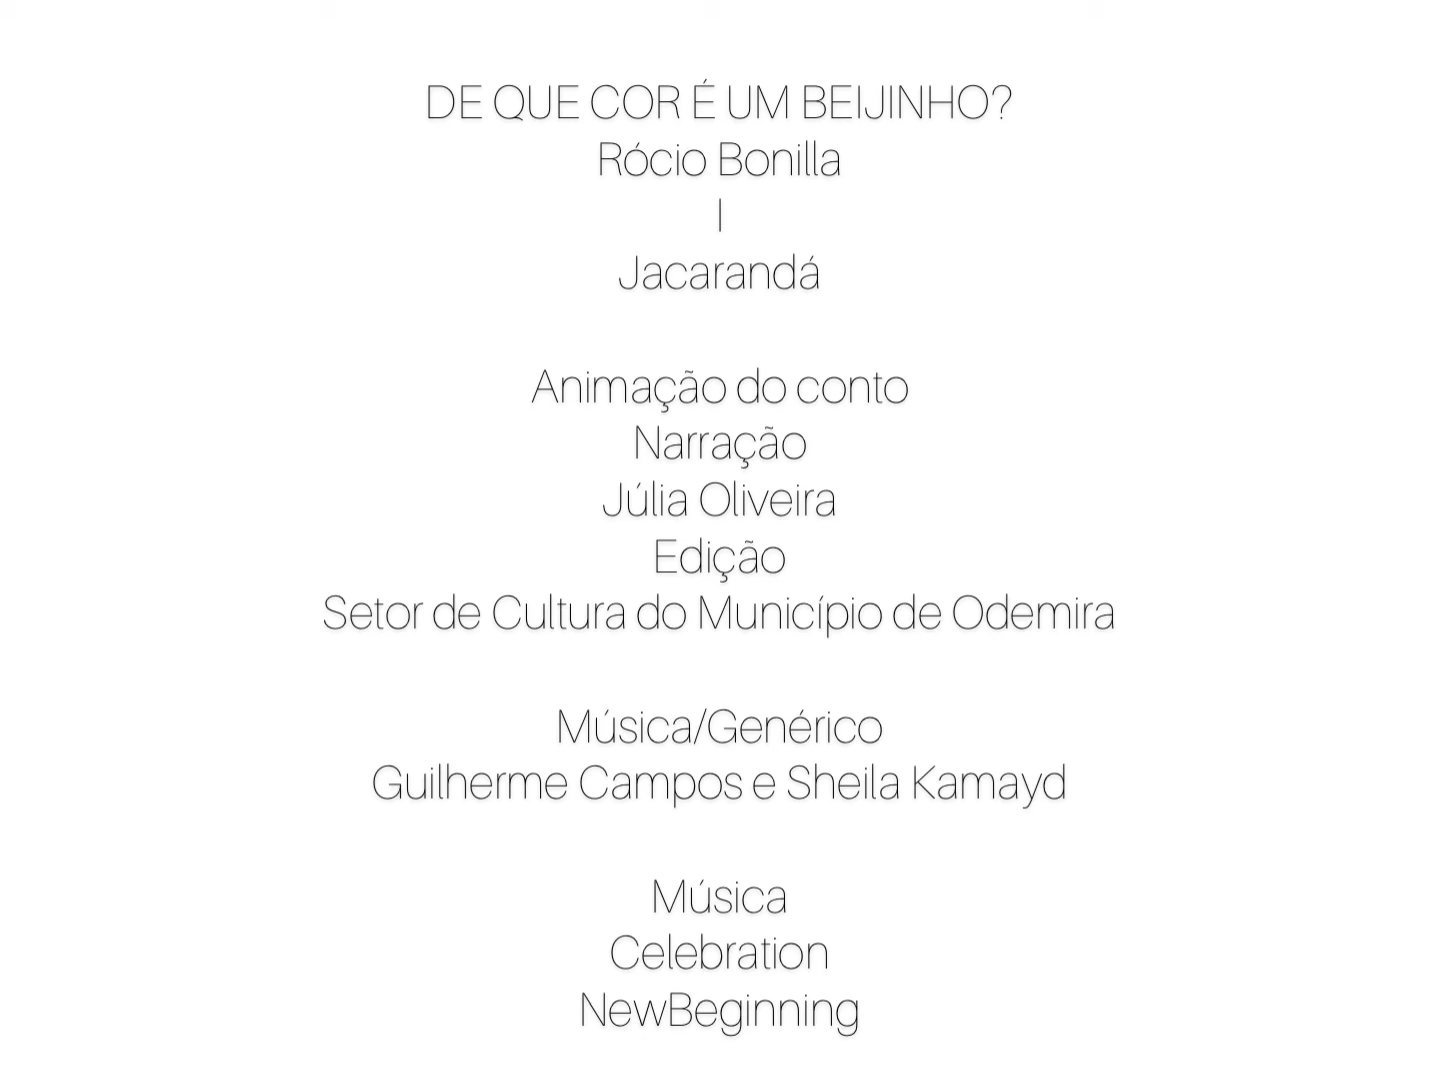 DE QUE COR É UM BEIJINHO?
Rócio Bonilla
|
Jacarandá
Animação do conto
Narração
Júlia Oliveira
Edição
Setor de Cultura do Município de Odemira
Música/Genérico
Guilherme Campos e Sheila Kamayd
Música
Celebration
NewBeginning